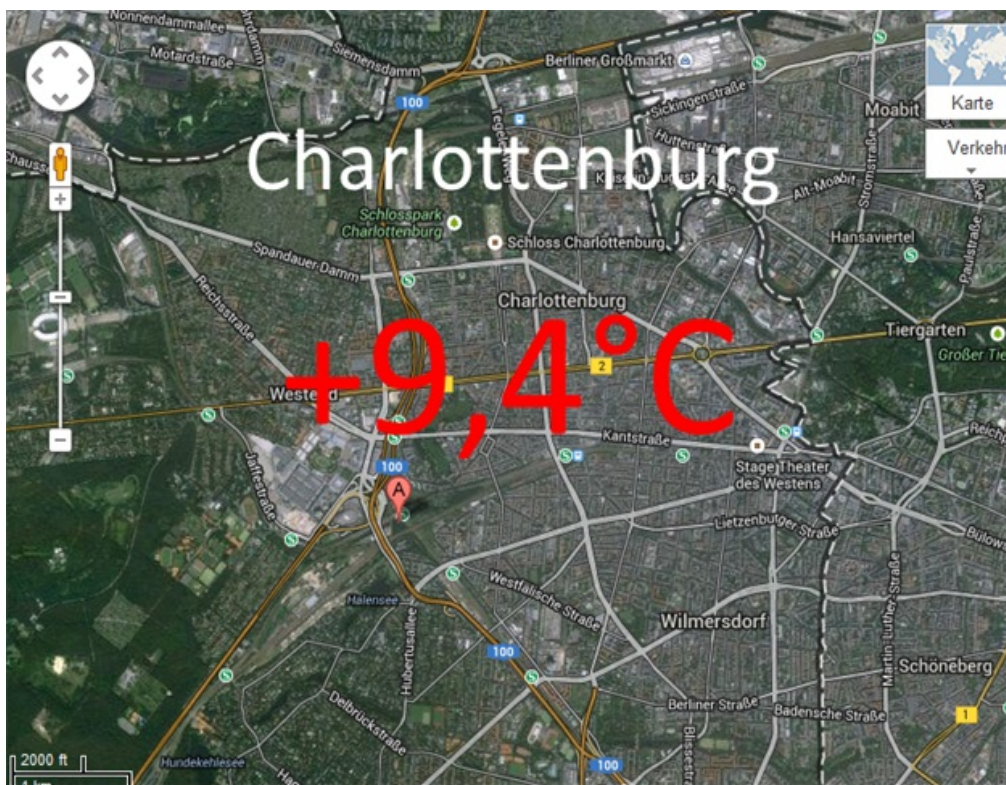 Nonnendammallee
Motardstraße
Siemensdamm
Berliner Großmarkt
100
Sickingenstraße
Moabit
Karte
Verkehr
Charlottenburg
Huttenstraße
Alt-Moabit
Stromstraße
Schlosspark
Charlottenburg
Schloss Charlottenburg
Hansaviertel
Paulstraße
Spandauer Damm
Reichsstraße
Charlottenburg
Tiergarten
+9,4°C
2
Westend
Kantstraße
Stage Theater
des Westens
Jafféstraße
100
A
Lietzenburger Straße
Westfälische Straße
Halensee
Hubertusallee
Wilmersdorf
Martin-Luther-Straße
Schöneberg
100
Berliner Straße
Badensche Straße
1
Delbrückstraße
2000 ft
Hundekehlesee
100